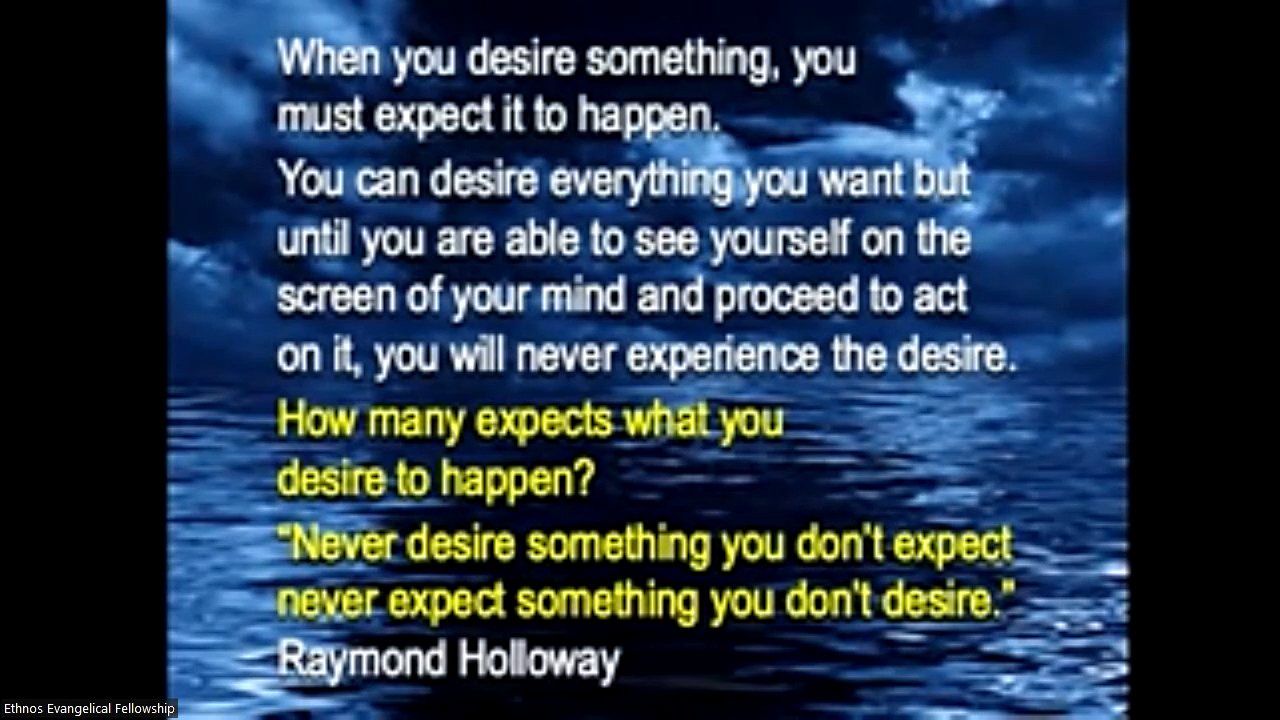 When you desire something, you
must expect it to happen.
You can desire everything you want but
until you are able to see yourself on the
screen of your mind and proceed to act
on it, you will never experience the desire.
How many expects what you
desire to happen?
“Never desire something you don't expect
never expect something you don't desire.”
Raymond Holloway
Ethnos Evangelical Fellowship